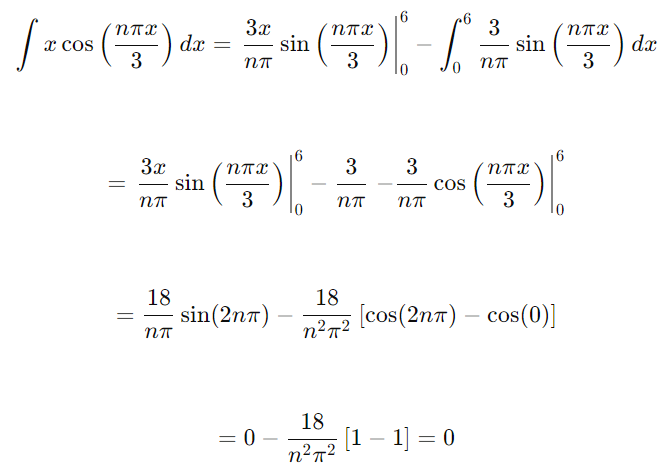 ∫ x cos (nπx/3) dx = 3x/nπ sin (nπx/3) |₀⁶ − ∫₀⁶ 3/nπ sin (nπx/3) dx
= 3x/nπ sin (nπx/3) |₀⁶ − 3/nπ − 3/nπ cos (nπx/3) |₀⁶
= 18/nπ sin(2nπ) − 18/n²π² [cos(2nπ) − cos(0)]
= 0 − 18/n²π² [1 − 1] = 0